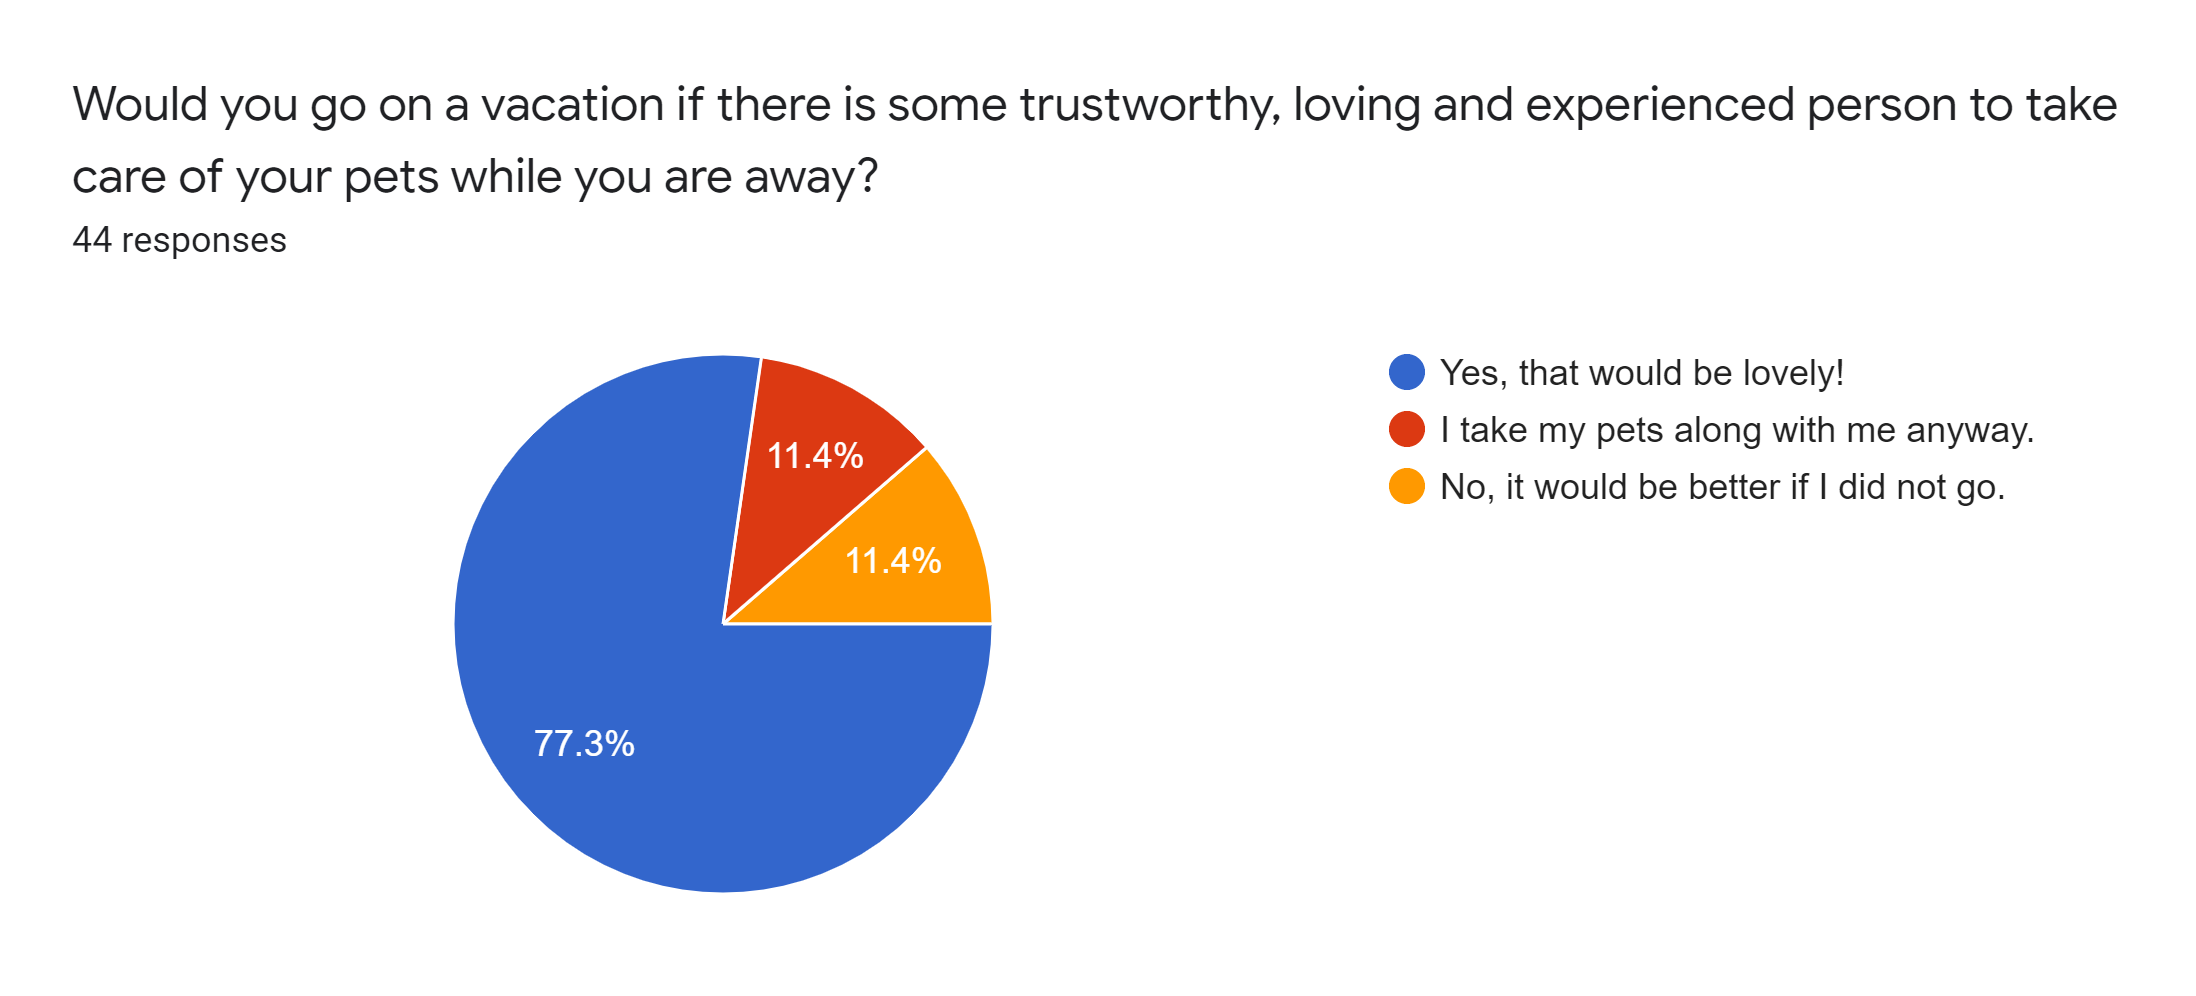 Would you go on a vacation if there is some trustworthy, loving and experienced person to take
care of your pets while you are away?
44 responses
Yes, that would be lovely!
I take my pets along with me anyway.
No, it would be better if I did not go.
11.4%
11.4%
77.3%